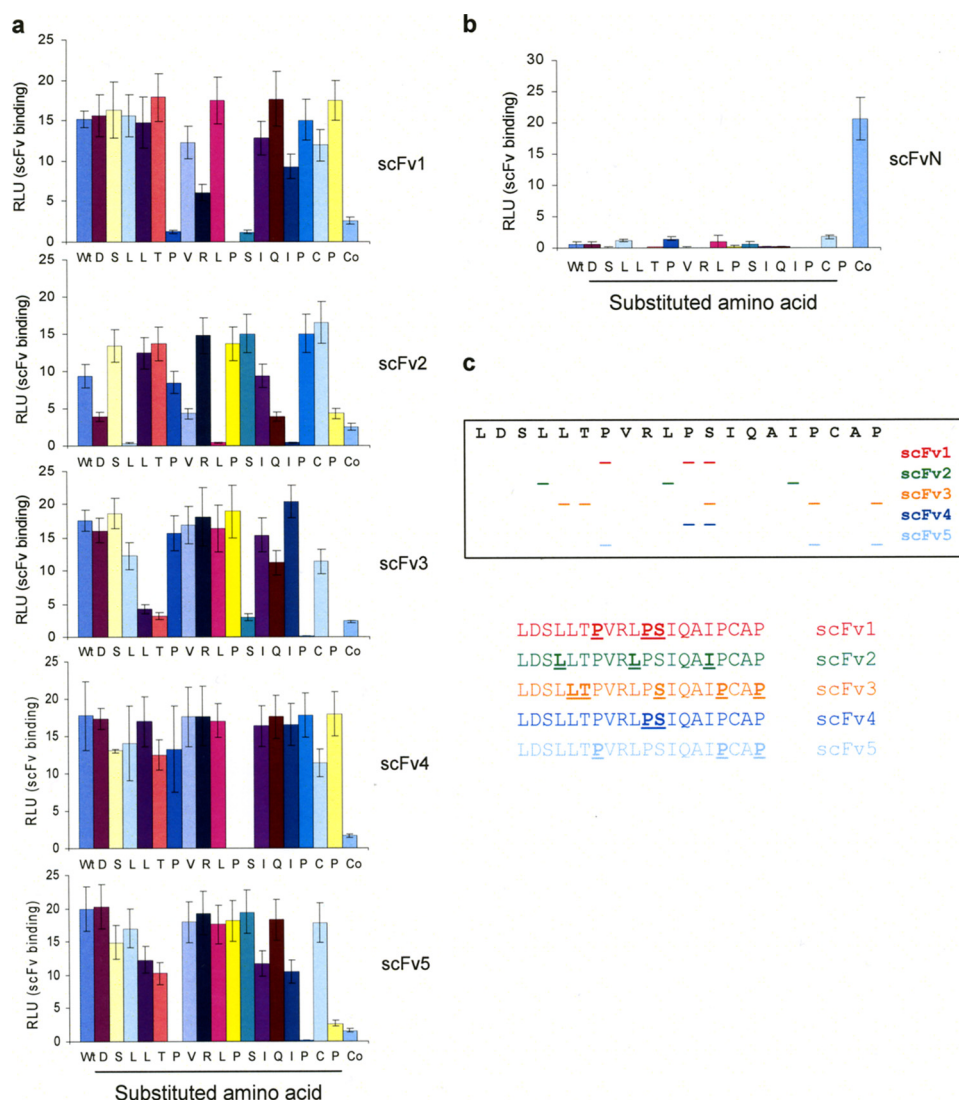 a
25
20
15
10
5
0
RLU (scFv binding)
Wt D S L L T P V R L P S I Q I P C P Co
scFv1
20
15
10
5
0
RLU (scFv binding)
Wt D S L L T P V R L P S I Q I P C P Co
scFv2
25
20
15
10
5
0
RLU (scFv binding)
Wt D S L L T P V R L P S I Q I P C P Co
scFv3
25
20
15
10
5
0
RLU (scFv binding)
Wt D S L L T P V R L P S I Q I P C P Co
scFv4
25
20
15
10
5
0
RLU (scFv binding)
Wt D S L L T P V R L P S I Q I P C P Co
scFv5
Substituted amino acid
b
30
25
20
15
10
5
0
RLU (scFv binding)
Wt D S L L T P V R L P S I Q I P C P Co
scFvN
Substituted amino acid
c
L D S L L T P V R L P S I Q A I P C A P
scFv1
scFv2
scFv3
scFv4
scFv5
LDSLLTPVRLPSIQAIPCAP scFv1
LDSLLTPVRLPSIQAIPCAP scFv2
LDSLLTPVRLPSIQAIPCAP scFv3
LDSLLTPVRLPSIQAIPCAP scFv4
LDSLLTPVRLPSIQAIPCAP scFv5